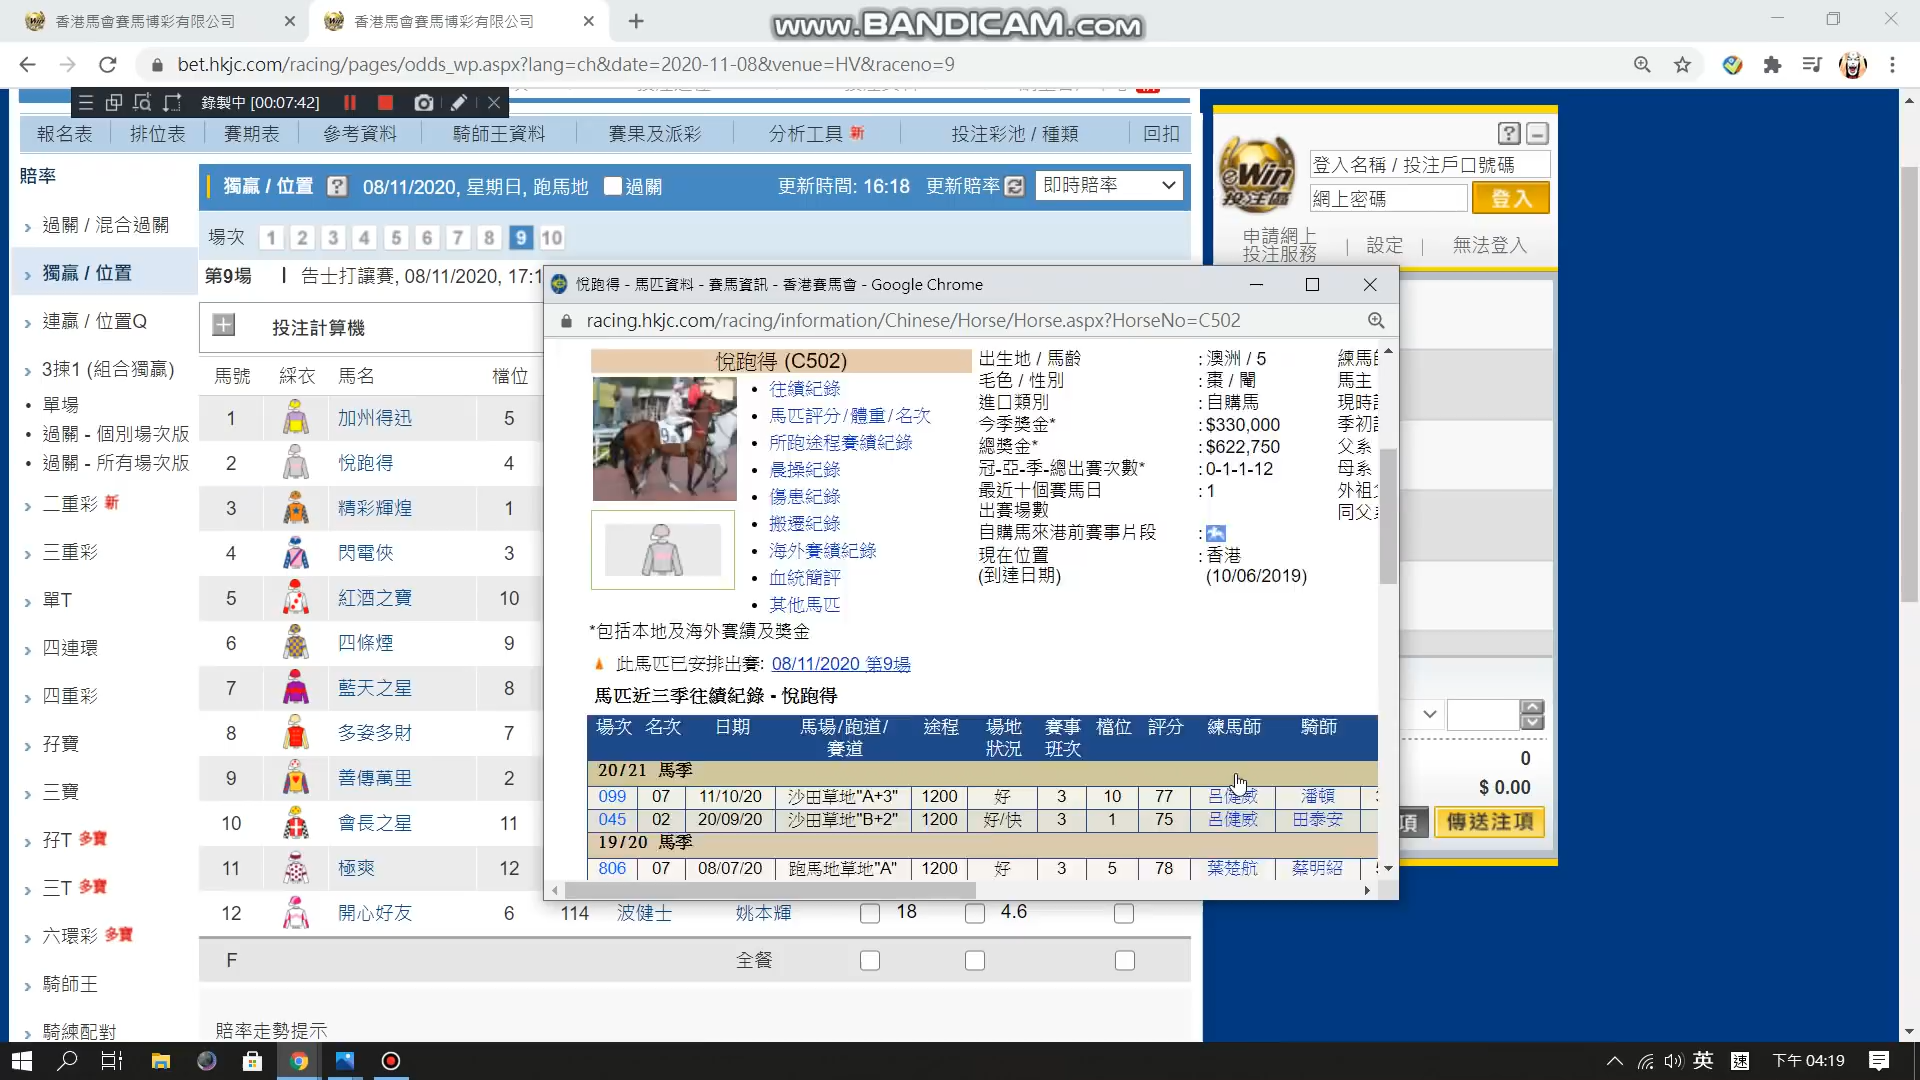 香港馬會賽馬博彩有限公司
香港馬會賽馬博彩有限公司
www.BANDICAM.com
bet.hkjc.com/racing/pages/odds_wp.aspx?lang=ch&date=2020-11-08&venue=HV&raceno=9
錄製中 [00:07:42]
報名表 排位表 賽期表 參考資料 騎師王資料 賽果及派彩 分析工具 新 投注彩池 / 種類 回扣
賠率
過關 / 混合過關
獨贏 / 位置
連贏 / 位置Q
3揀1 (組合獨贏)
單場
過關 - 個別場次版
過關 - 所有場次版
二重彩 新
三重彩
單T
四連環
四重彩
孖寶
三寶
孖T 多寶
三T 多寶
六環彩 多寶
騎師王
騎練配對
獨贏 / 位置 ? 08/11/2020, 星期日, 跑馬地 過關 更新時間: 16:18 更新賠率 即時賠率
場次 1 2 3 4 5 6 7 8 9 10
第9場 告士打讓賽, 08/11/2020, 17:1
投注計算機
馬號 綵衣 馬名 檔位
1 加州得迅 5
2 悅跑得 4
3 精彩輝煌 1
4 閃電俠 3
5 紅酒之寶 10
6 四條煙 9
7 藍天之星 8
8 多姿多財 7
9 善傳萬里 2
10 會長之星 11
11 極爽 12
12 開心好友 6 114 波健士 姚本輝 18 4.6
F 全餐
賠率走勢提示
悅跑得 - 馬匹資料 - 賽馬資訊 - 香港賽馬會 - Google Chrome
racing.hkjc.com/racing/information/Chinese/Horse/Horse.aspx?HorseNo=C502
悅跑得 (C502)
往績紀錄
馬匹評分/體重/名次
所跑途程賽績紀錄
晨操紀錄
傷患紀錄
搬遷紀錄
海外賽績紀錄
血統簡評
其他馬匹
出生地 / 馬齡 : 澳洲 / 5
毛色 / 性別 : 棗 / 閹
進口類別 : 自購馬
今季獎金* : $330,000
總獎金* : $622,750
冠-亞-季-總出賽次數* : 0-1-1-12
最近十個賽馬日 : 1
出賽場數
自購馬來港前賽事片段 :
現在位置 : 香港
(到達日期) (10/06/2019)
馬主
父系
母系
*包括本地及海外賽績及獎金
此馬匹已安排出賽: 08/11/2020 第9場
馬匹近三季往績紀錄 - 悅跑得
場次 名次 日期 馬場/跑道/ 途程 場地 賽事 檔位 評分 練馬師 騎師
賽道 狀況 班次
20/21 馬季
099 07 11/10/20 沙田草地"A+3" 1200 好 3 10 77 呂健威 潘頓
045 02 20/09/20 沙田草地"B+2" 1200 好/快 3 1 75 呂健威 田泰安
19/20 馬季
806 07 08/07/20 跑馬地草地"A" 1200 好 3 5 78 葉楚航 蔡明紹
eWin
投注區
登入名稱 / 投注戶口號碼
網上密碼
登入
申請網上
投注服務
設定
無法登入
0
$ 0.00
項
傳送注項
英
速
下午 04:19